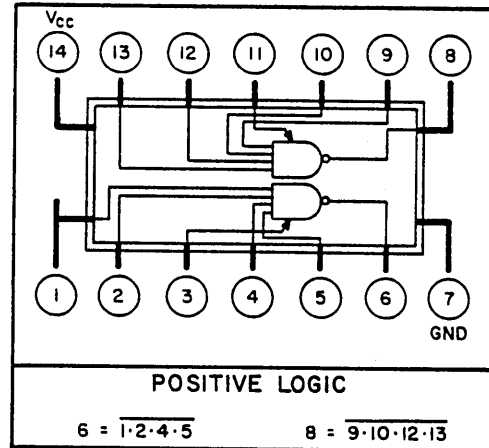 Vcc
14 13 12 11 10 9 8
1 2 3 4 5 6 7
GND
POSITIVE LOGIC
6 = 1·2·4·5 8 = 9·10·12·13